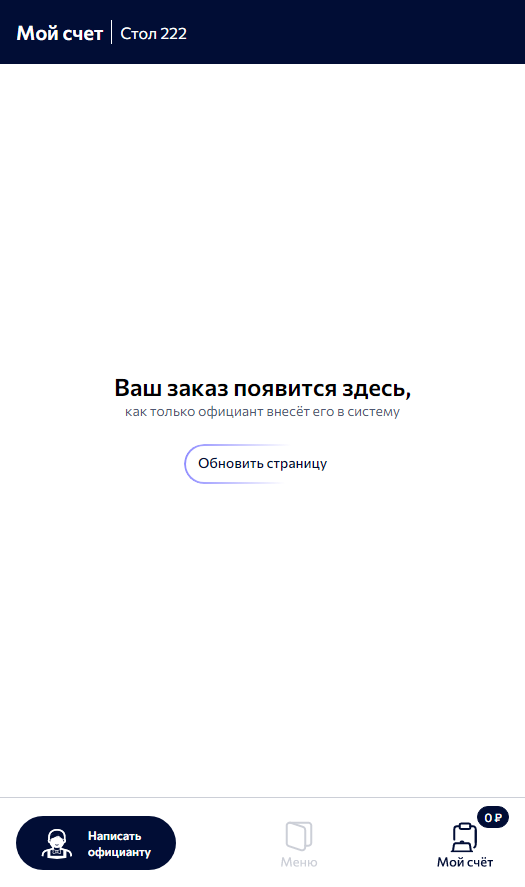 Мой счет
Стол 222
Ваш заказ появится здесь,
как только официант внесёт его в систему
Обновить страницу
Написать
официанту
Меню
0 ₽
Мой счёт